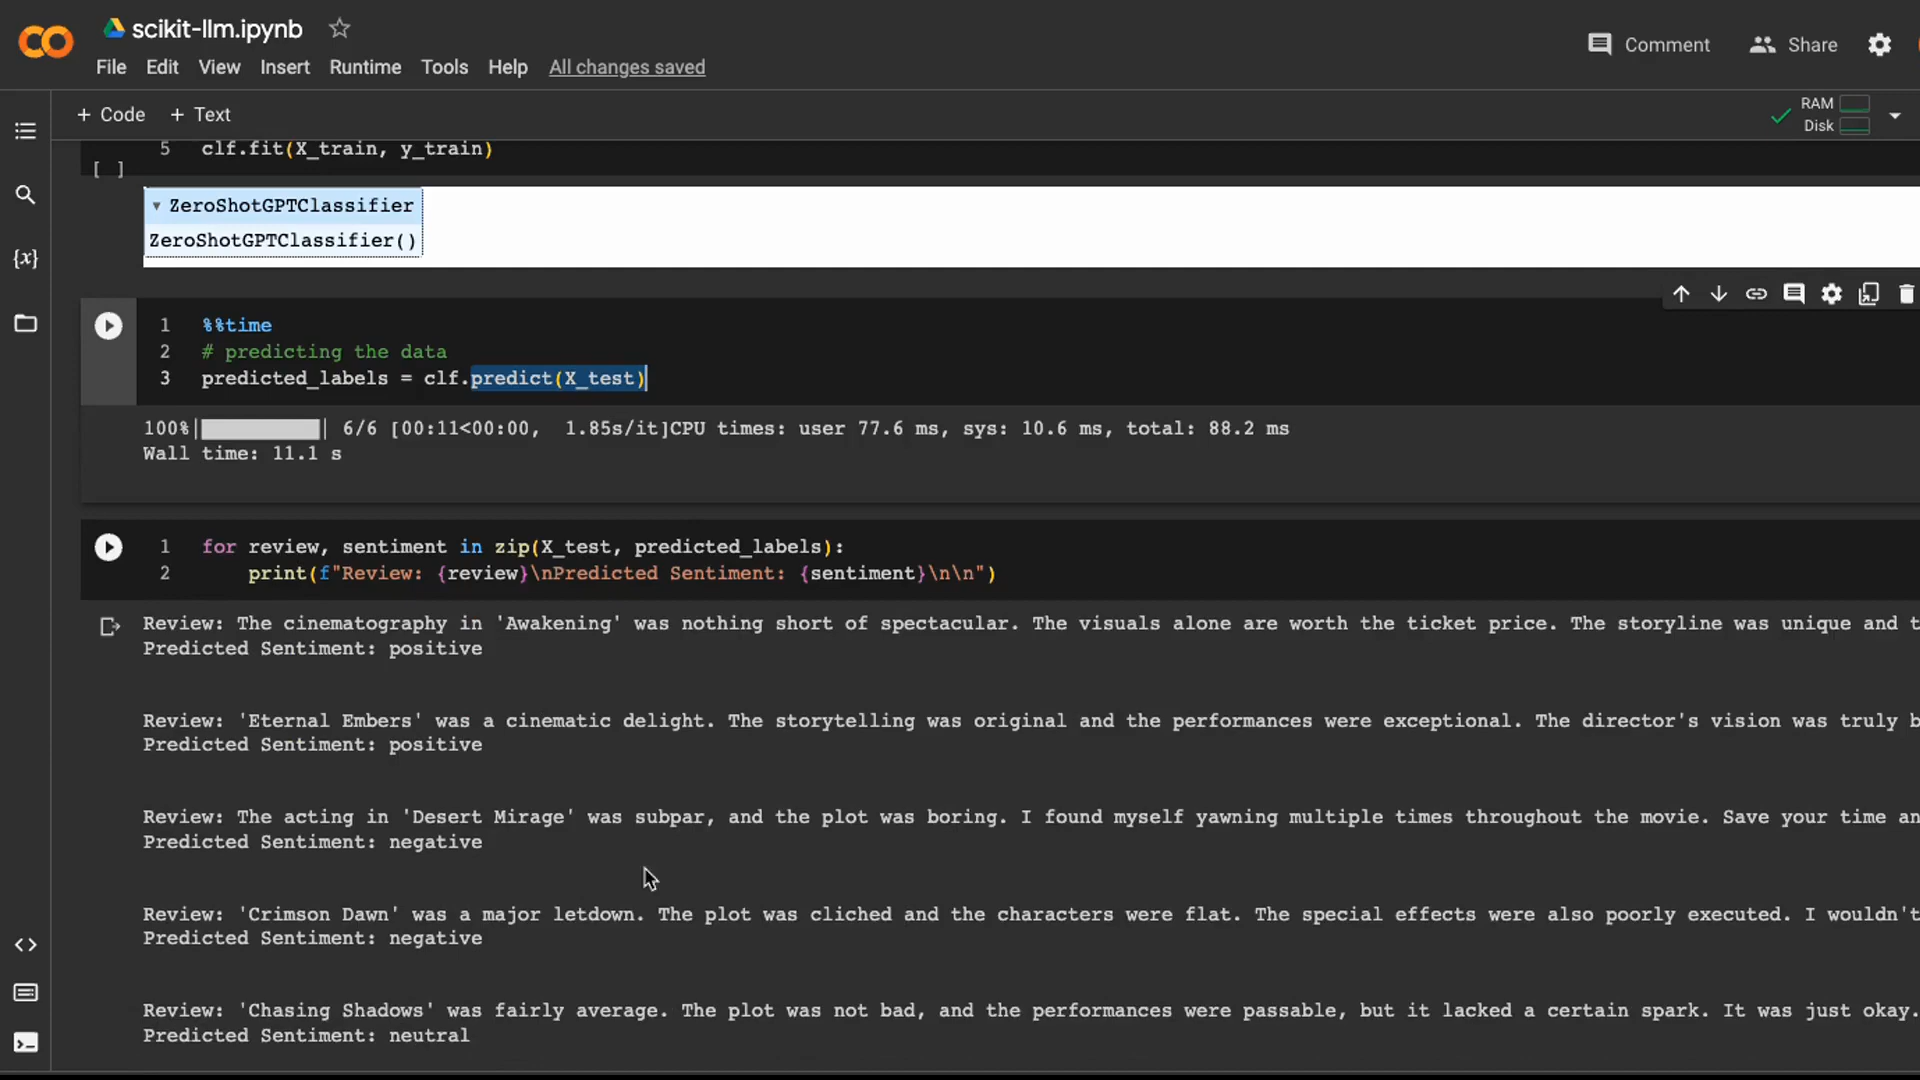 scikit-llm.ipynb
Comment Share
File Edit View Insert Runtime Tools Help All changes saved
+ Code + Text
RAM
Disk
5 clf.fit(X_train, y_train)
[ ]
ZeroShotGPTClassifier
ZeroShotGPTClassifier()
{x}
1 %%time
2 # predicting the data
3 predicted_labels = clf.predict(X_test)
100%| | 6/6 [00:11<00:00, 1.85s/it]CPU times: user 77.6 ms, sys: 10.6 ms, total: 88.2 ms
Wall time: 11.1 s
1 for review, sentiment in zip(X_test, predicted_labels):
2 print(f"Review: {review}\nPredicted Sentiment: {sentiment}\n\n")
Review: The cinematography in 'Awakening' was nothing short of spectacular. The visuals alone are worth the ticket price. The storyline was unique and t
Predicted Sentiment: positive
Review: 'Eternal Embers' was a cinematic delight. The storytelling was original and the performances were exceptional. The director's vision was truly b
Predicted Sentiment: positive
Review: The acting in 'Desert Mirage' was subpar, and the plot was boring. I found myself yawning multiple times throughout the movie. Save your time an
Predicted Sentiment: negative
Review: 'Crimson Dawn' was a major letdown. The plot was cliched and the characters were flat. The special effects were also poorly executed. I wouldn't
Predicted Sentiment: negative
Review: 'Chasing Shadows' was fairly average. The plot was not bad, and the performances were passable, but it lacked a certain spark. It was just okay.
Predicted Sentiment: neutral